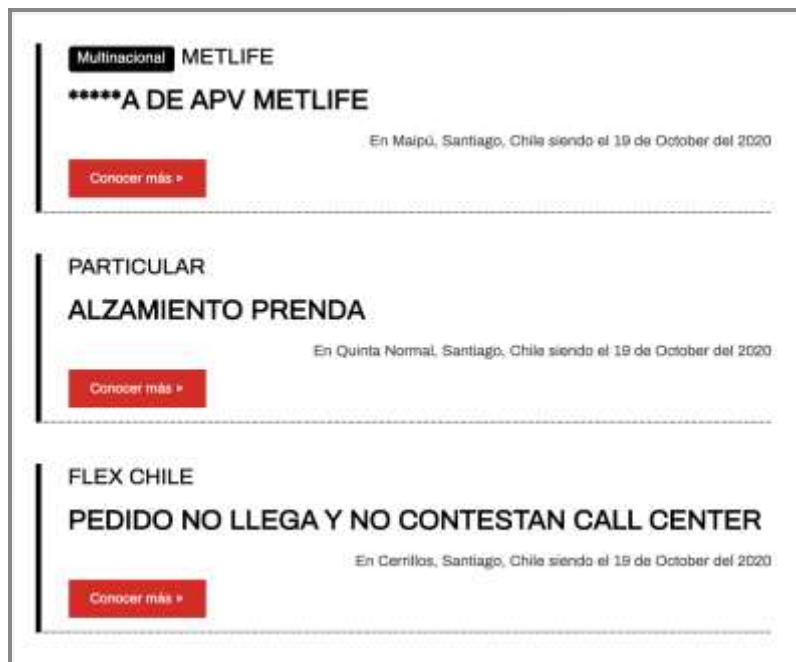 Multinacional METLIFE
*****A DE APV METLIFE
En Maipú, Santiago, Chile siendo el 19 de October del 2020
Conocer más »
PARTICULAR
ALZAMIENTO PRENDA
En Quinta Normal, Santiago, Chile siendo el 19 de October del 2020
Conocer más »
FLEX CHILE
PEDIDO NO LLEGA Y NO CONTESTAN CALL CENTER
En Cerrillos, Santiago, Chile siendo el 19 de October del 2020
Conocer más »